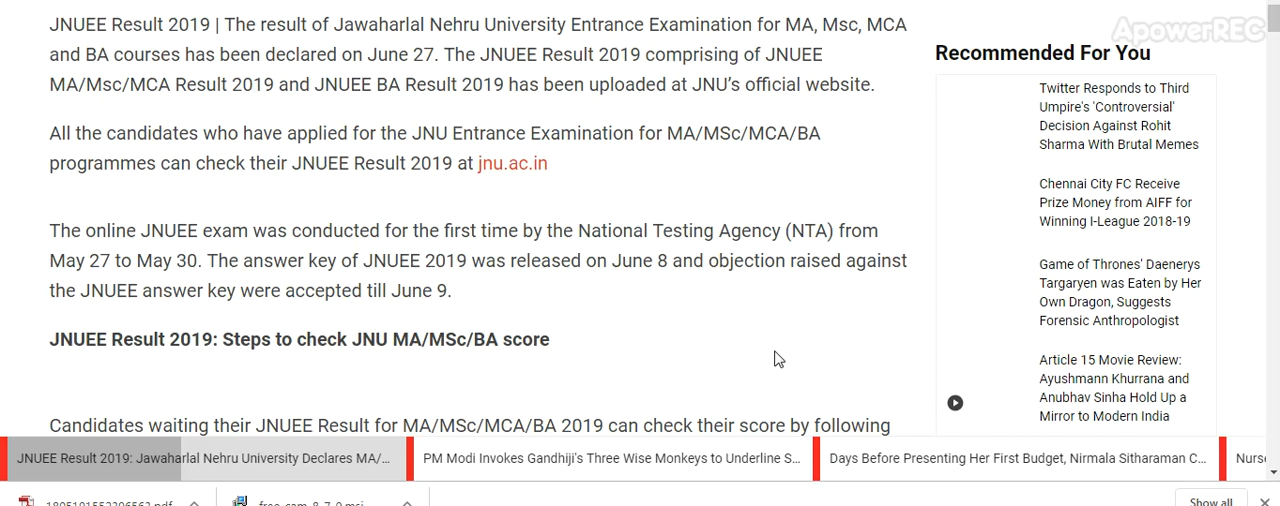 JNUEE Result 2019 | The result of Jawaharlal Nehru University Entrance Examination for MA, Msc, MCA
and BA courses has been declared on June 27. The JNUEE Result 2019 comprising of JNUEE
MA/Msc/MCA Result 2019 and JNUEE BA Result 2019 has been uploaded at JNU’s official website.
All the candidates who have applied for the JNU Entrance Examination for MA/MSc/MCA/BA
programmes can check their JNUEE Result 2019 at jnu.ac.in
The online JNUEE exam was conducted for the first time by the National Testing Agency (NTA) from
May 27 to May 30. The answer key of JNUEE 2019 was released on June 8 and objection raised against
the JNUEE answer key were accepted till June 9.
JNUEE Result 2019: Steps to check JNU MA/MSc/BA score
Candidates waiting their JNUEE Result for MA/MSc/MCA/BA 2019 can check their score by following
ApowerREC
Recommended For You
Twitter Responds to Third
Umpire's 'Controversial'
Decision Against Rohit
Sharma With Brutal Memes
Chennai City FC Receive
Prize Money from AIFF for
Winning I-League 2018-19
Game of Thrones' Daenerys
Targaryen was Eaten by Her
Own Dragon, Suggests
Forensic Anthropologist
Article 15 Movie Review:
Ayushmann Khurrana and
Anubhav Sinha Hold Up a
Mirror to Modern India
JNUEE Result 2019: Jawaharlal Nehru University Declares MA/...
PM Modi Invokes Gandhiji's Three Wise Monkeys to Underline S...
Days Before Presenting Her First Budget, Nirmala Sitharaman C...
Nurse
Show all